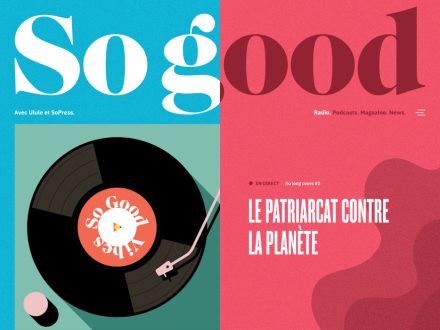 So good
Avec Ulule et SoPress.
Radio. Podcasts. Magazine. News.
So Good Vibes
EN DIRECT Au long cours #3
LE PATRIARCAT CONTRE
LA PLANÈTE